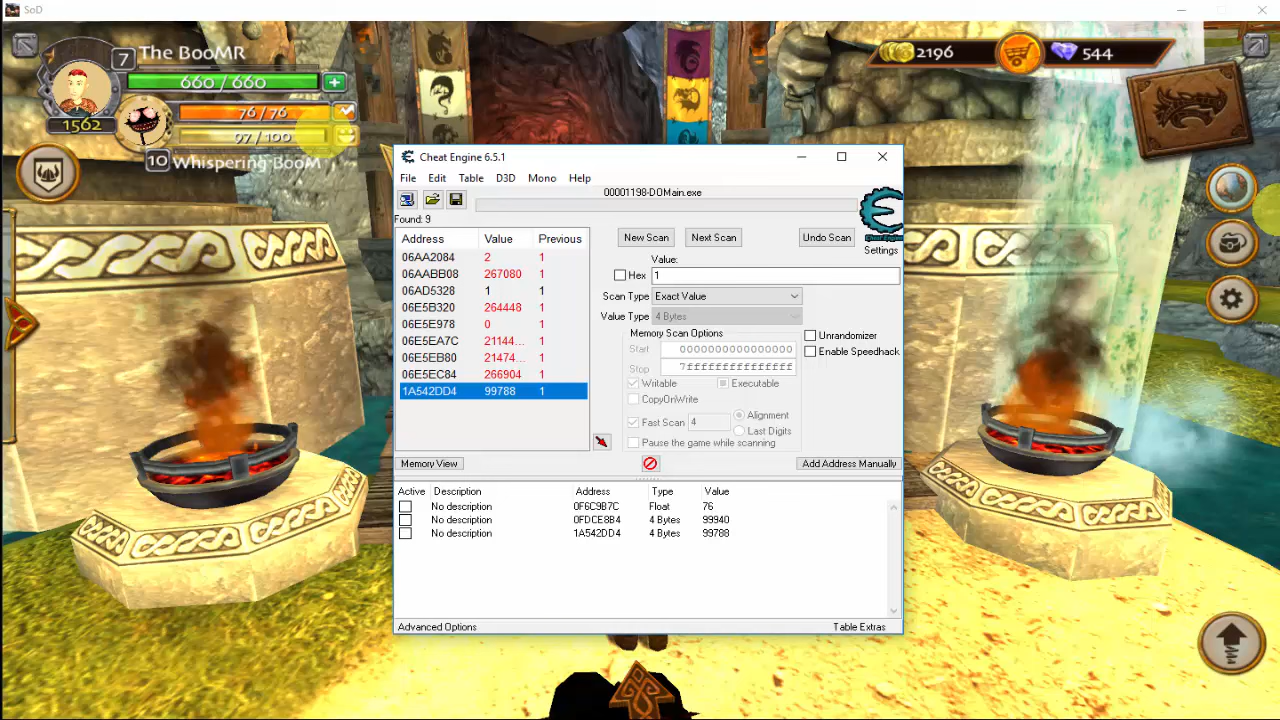 SoD
7 The BooMR
660 / 660
76 / 76
97 / 100
1562
10 Whispering BooM
2196
544
Cheat Engine 6.5.1
File Edit Table D3D Mono Help
00001198-DOMain.exe
Found: 9
Address Value Previous
06AA2084 2 1
06AABB08 267080 1
06AD5328 1 1
06E5B320 264448 1
06E5E978 0 1
06E5EA7C 21144... 1
06E5EB80 21474... 1
06E5EC84 266904 1
1A542DD4 99788 1
New Scan Next Scan Undo Scan
Cheat Engine
Settings
Value:
Hex 1
Scan Type Exact Value
Value Type 4 Bytes
Memory Scan Options
Start 0000000000000000
Stop 7fffffffffffffff
Writable Executable
CopyOnWrite
Fast Scan 4 Alignment
Last Digits
Pause the game while scanning
Unrandomizer
Enable Speedhack
Memory View Add Address Manually
Active Description Address Type Value
No description 0F6C9B7C Float 76
No description 0FDCE8B4 4 Bytes 99940
No description 1A542DD4 4 Bytes 99788
Advanced Options Table Extras